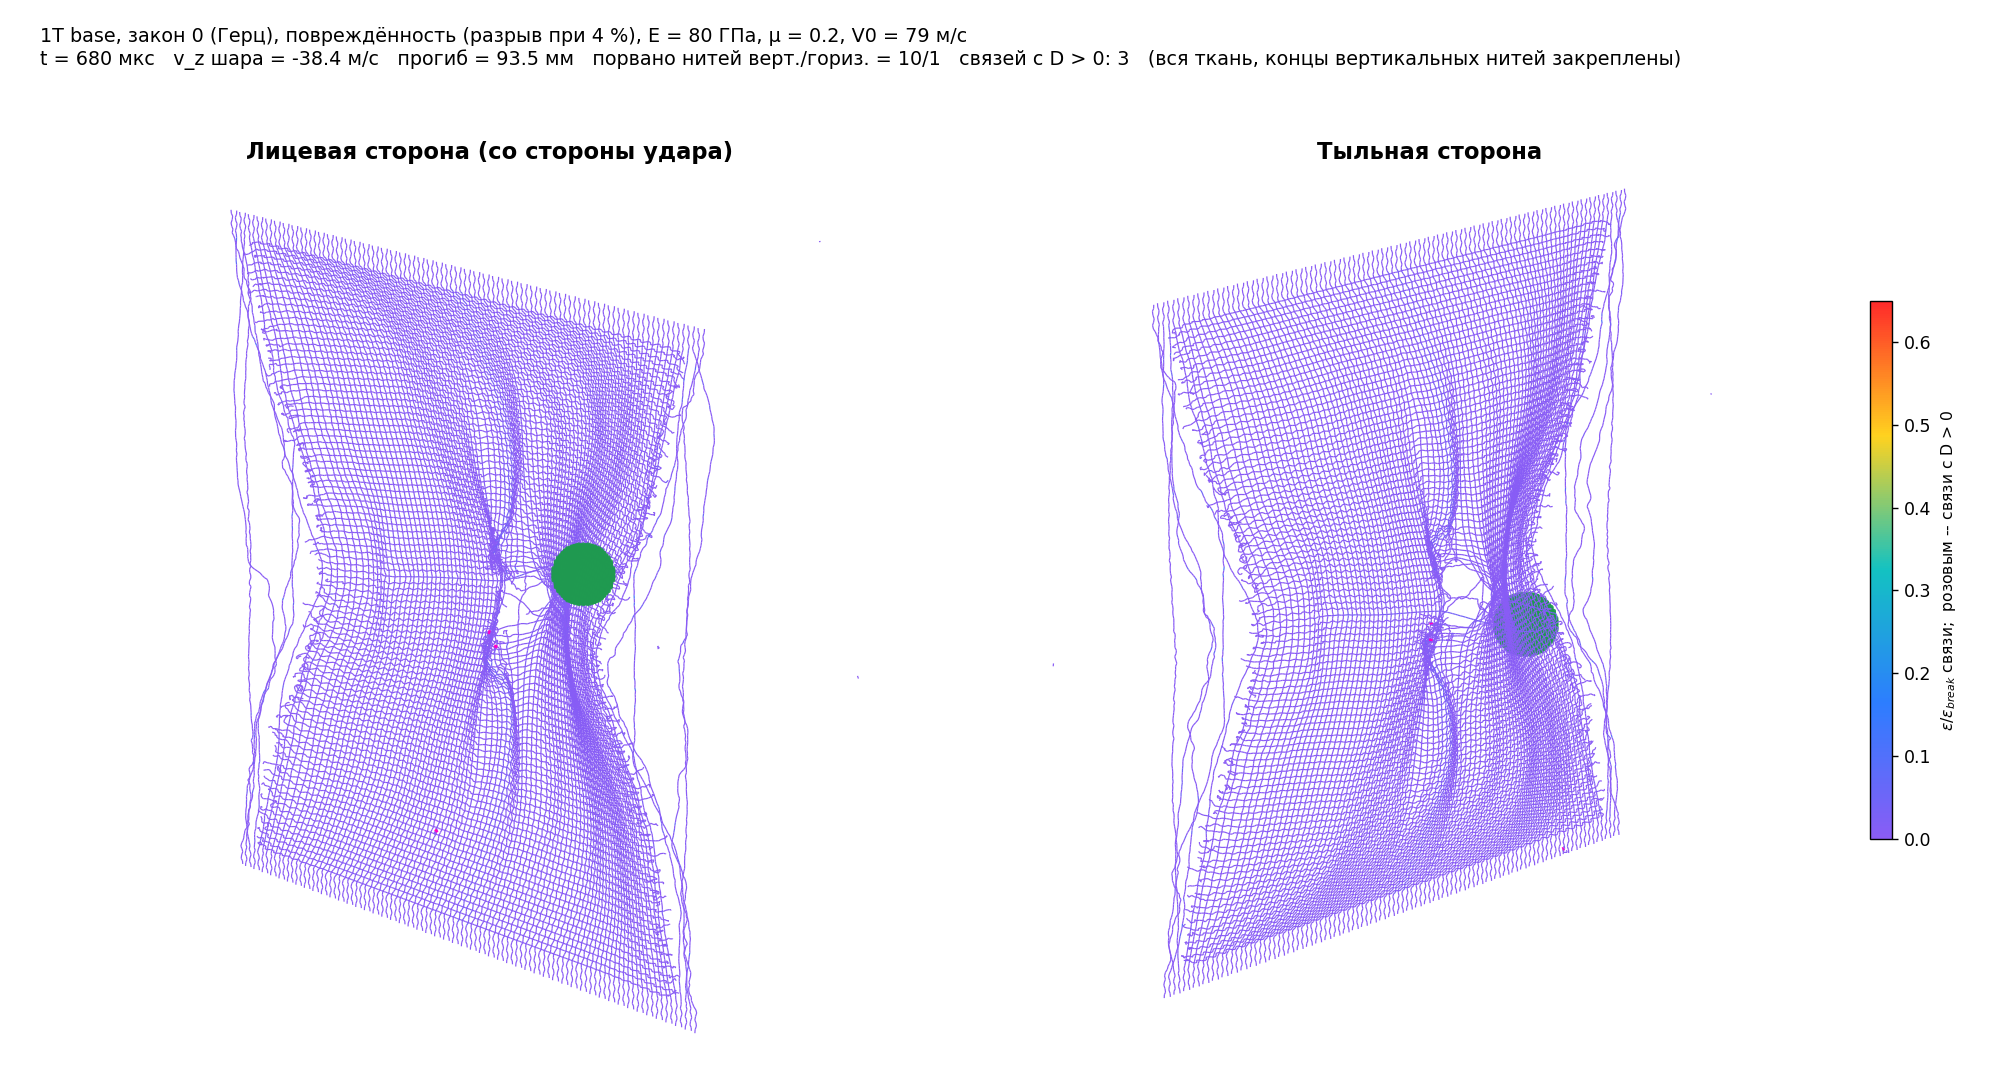 1T base, закон 0 (Герц), повреждённость (разрыв при 4 %), E = 80 ГПа, μ = 0.2, V0 = 79 м/с
t = 680 мкс   v_z шара = -38.4 м/с   прогиб = 93.5 мм   порвано нитей верт./гориз. = 10/1   связей с D > 0: 3   (вся ткань, концы вертикальных нитей закреплены)
Лицевая сторона (со стороны удара)
Тыльная сторона
0.6
0.5
0.4
0.3
0.2
0.1
0.0
ε/ε_break связи;  розовым -- связи с D > 0